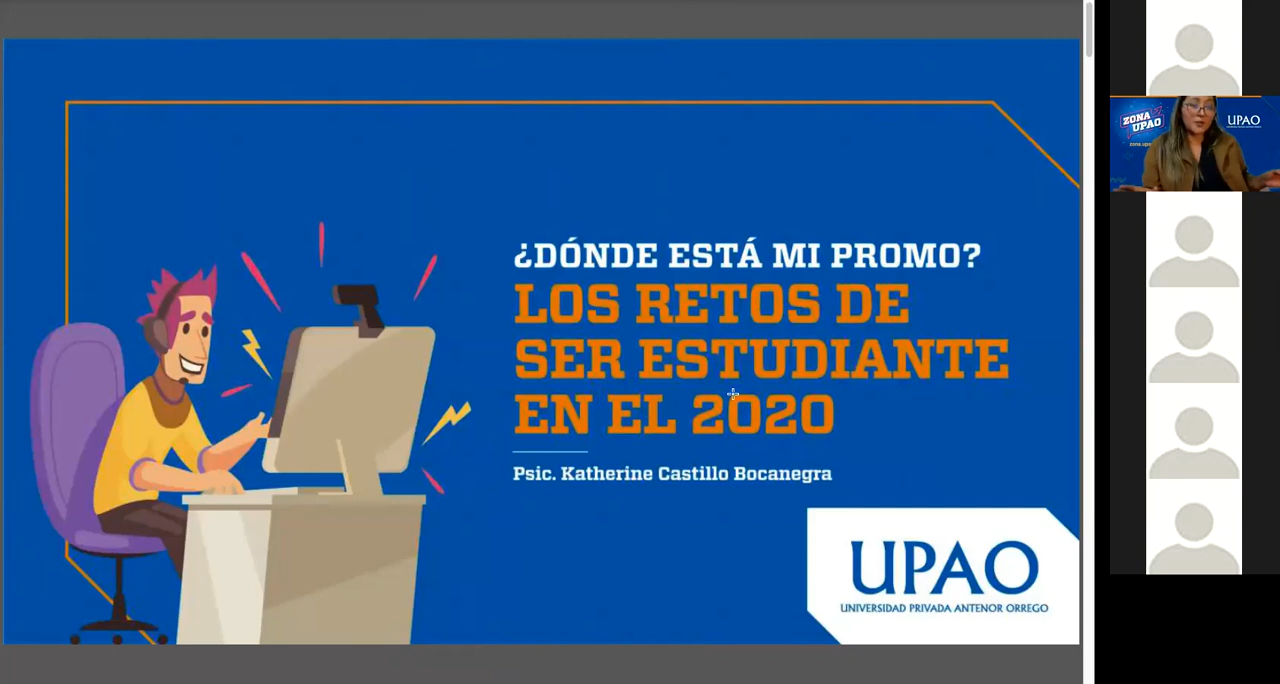 ¿DÓNDE ESTÁ MI PROMO?
LOS RETOS DE
SER ESTUDIANTE
EN EL 2020
Psic. Katherine Castillo Bocanegra
UPAO
UNIVERSIDAD PRIVADA ANTENOR ORREGO
ZONA
UPAO
UPAO